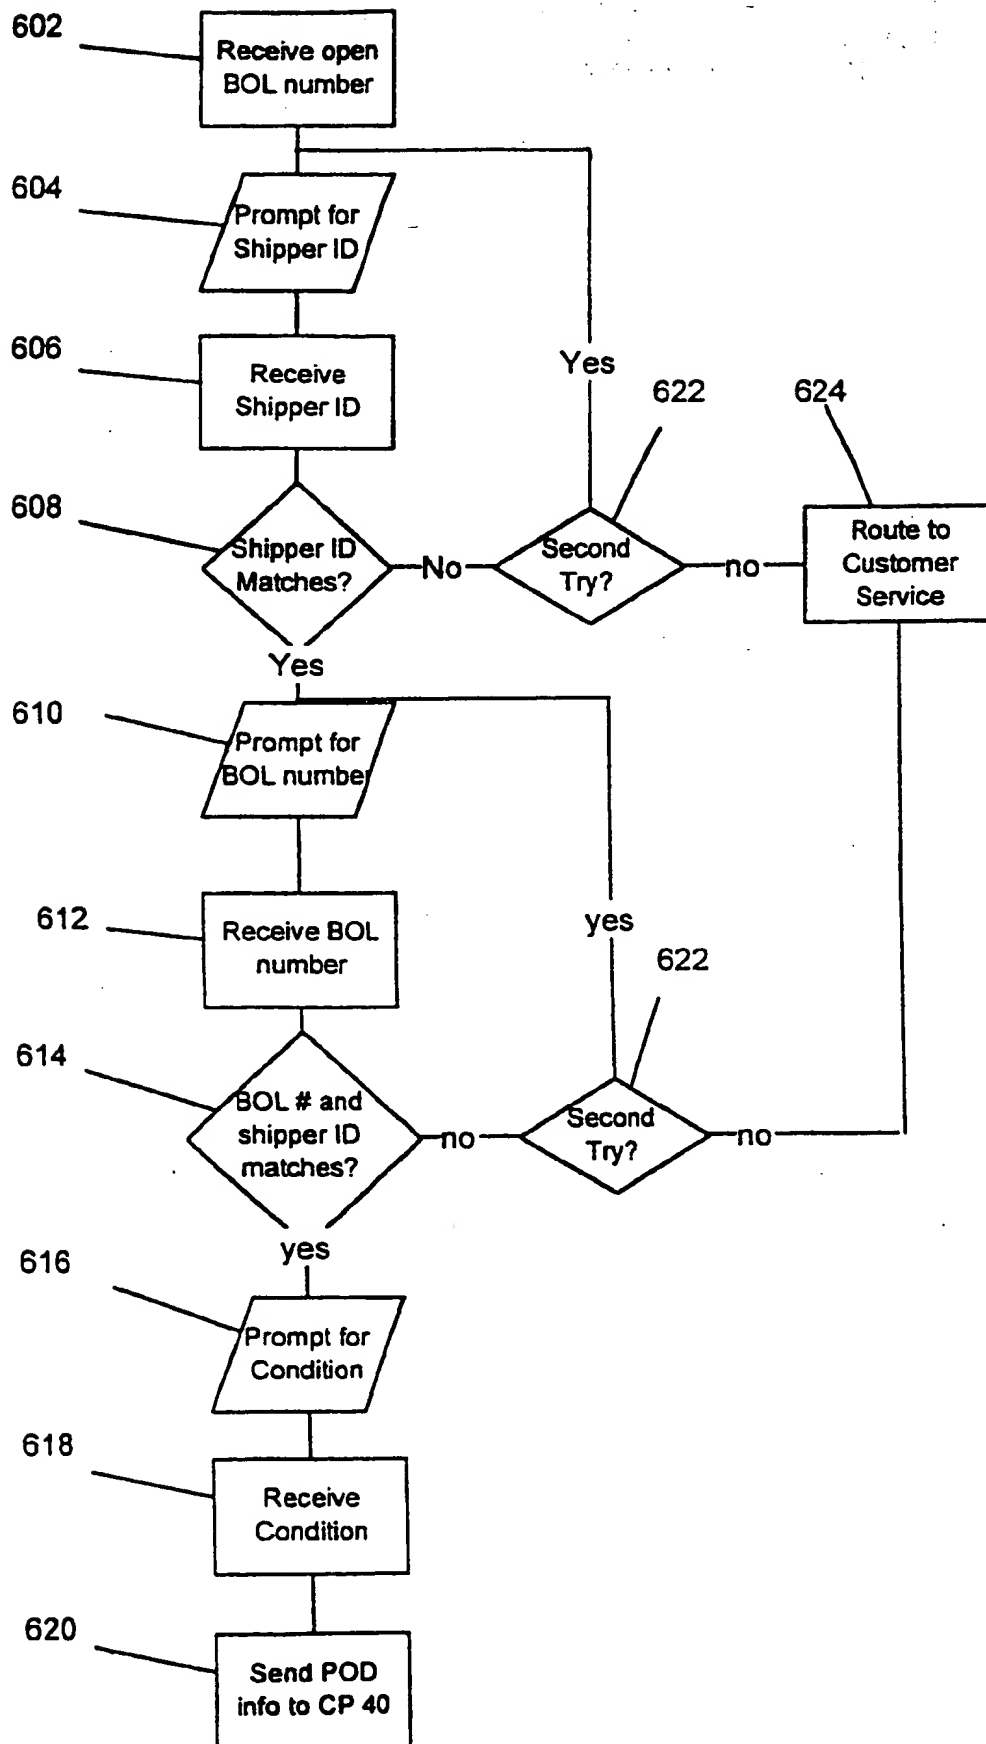 602
Receive open
BOL number
604
Prompt for
Shipper ID
606
Receive
Shipper ID
Yes
622
624
608
Shipper ID
Matches?
No
Second
Try?
no
Route to
Customer
Service
Yes
610
Prompt for
BOL number
612
Receive BOL
number
yes
622
614
BOL # and
shipper ID
matches?
no
Second
Try?
no
yes
616
Prompt for
Condition
618
Receive
Condition
620
Send POD
info to CP 40